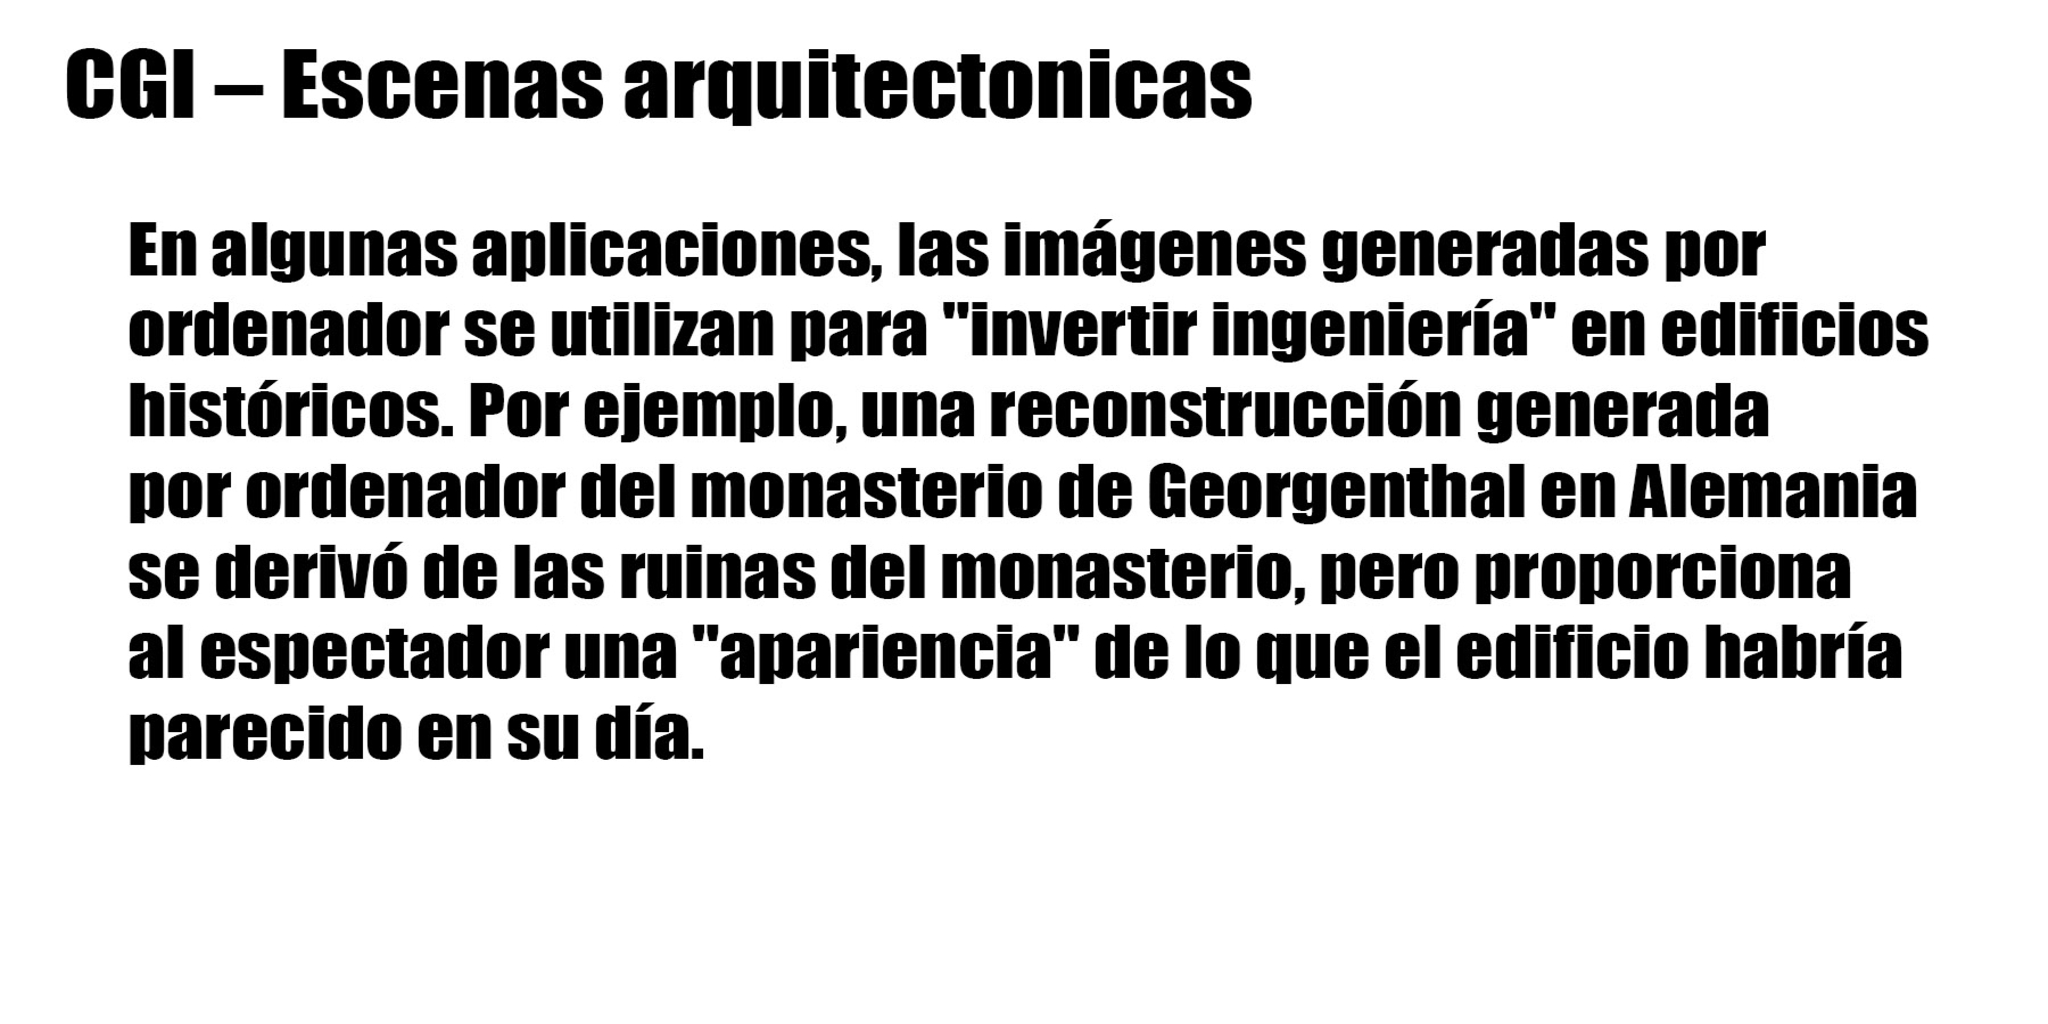 CGI – Escenas arquitectonicas
En algunas aplicaciones, las imágenes generadas por
ordenador se utilizan para "invertir ingeniería" en edificios
históricos. Por ejemplo, una reconstrucción generada
por ordenador del monasterio de Georgenthal en Alemania
se derivó de las ruinas del monasterio, pero proporciona
al espectador una "apariencia" de lo que el edificio habría
parecido en su día.